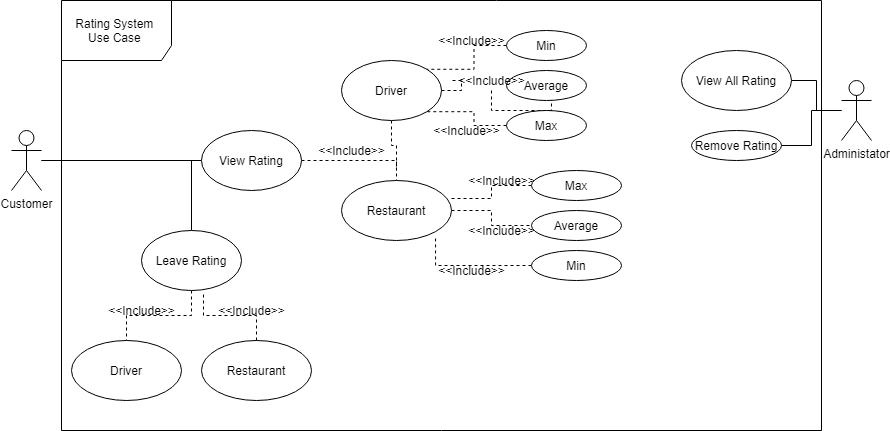 Rating System
Use Case
<<Include>>
Min
<<Include>>
Average
Driver
<<Include>>
Max
View All Rating
Remove Rating
Administator
Customer
View Rating
<<Include>>
<<Include>>
Max
Restaurant
<<Include>>
Average
<<Include>>
Min
Leave Rating
<<Include>>
<<Include>>
Driver
Restaurant